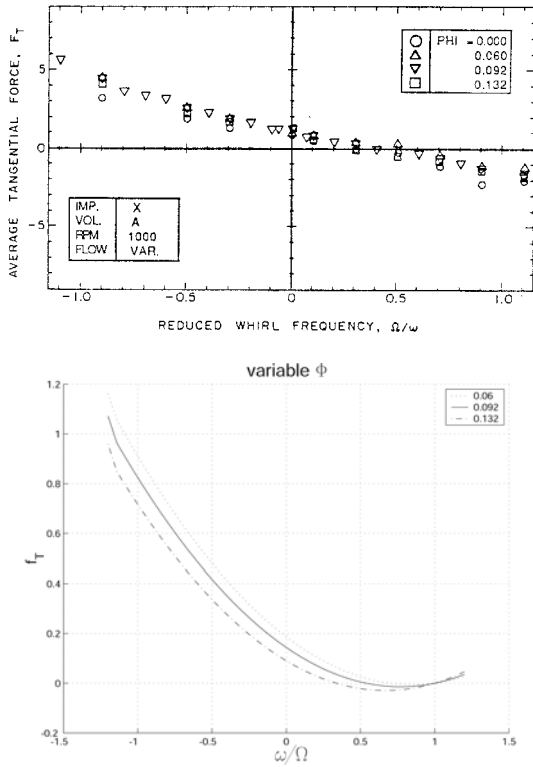 AVERAGE TANGENTIAL FORCE, F_T
5
0
-5
PHI = 0.000
0.060
0.092
0.132
IMP. X
VOL. A
RPM 1000
FLOW VAR.
-1.0 -0.5 0 0.5 1.0
REDUCED WHIRL FREQUENCY, Ω/ω
variable Φ
0.06
0.092
0.132
1.2
1
0.8
0.6
0.4
0.2
0
-0.2
f_T
-1.5 -1 -0.5 0 0.5 1 1.5
ω/Ω